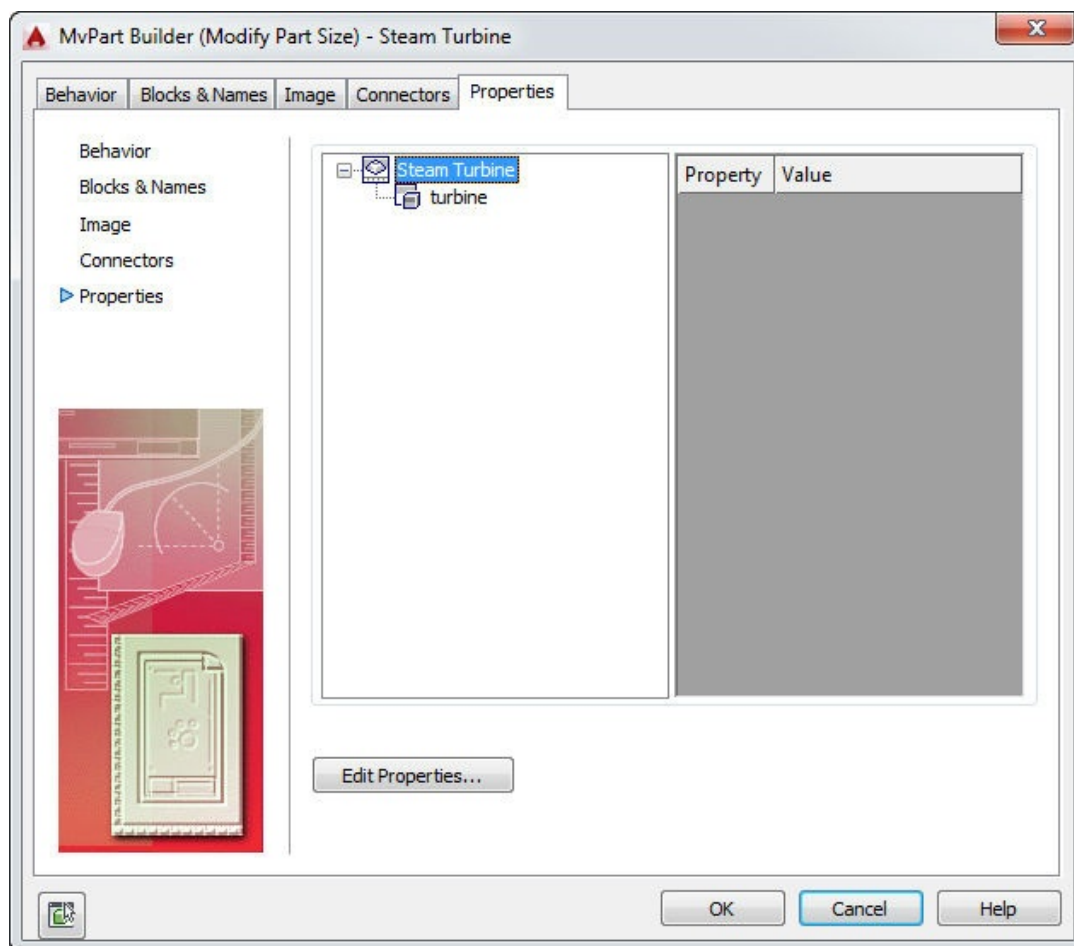 MvPart Builder (Modify Part Size) - Steam Turbine
Behavior Blocks & Names Image Connectors Properties
Behavior
Blocks & Names
Image
Connectors
Properties
Steam Turbine
turbine
Property Value
Edit Properties...
OK Cancel Help